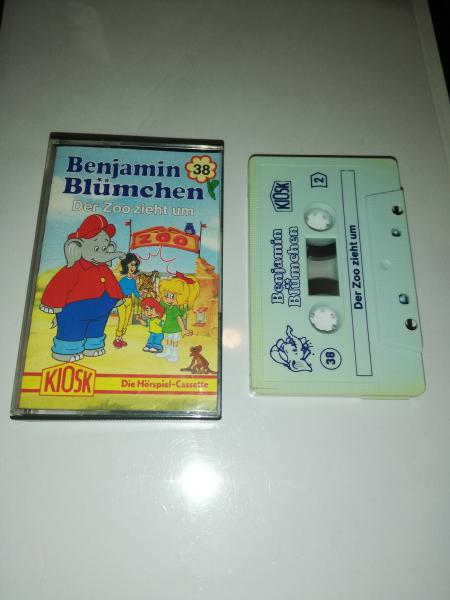 Benjamin
Blümchen
38
Der Zoo zieht um
ZOO
KIOSK
Die Hörspiel-Cassette
KIOSK
2
Benjamin
Blümchen
Der Zoo zieht um
38